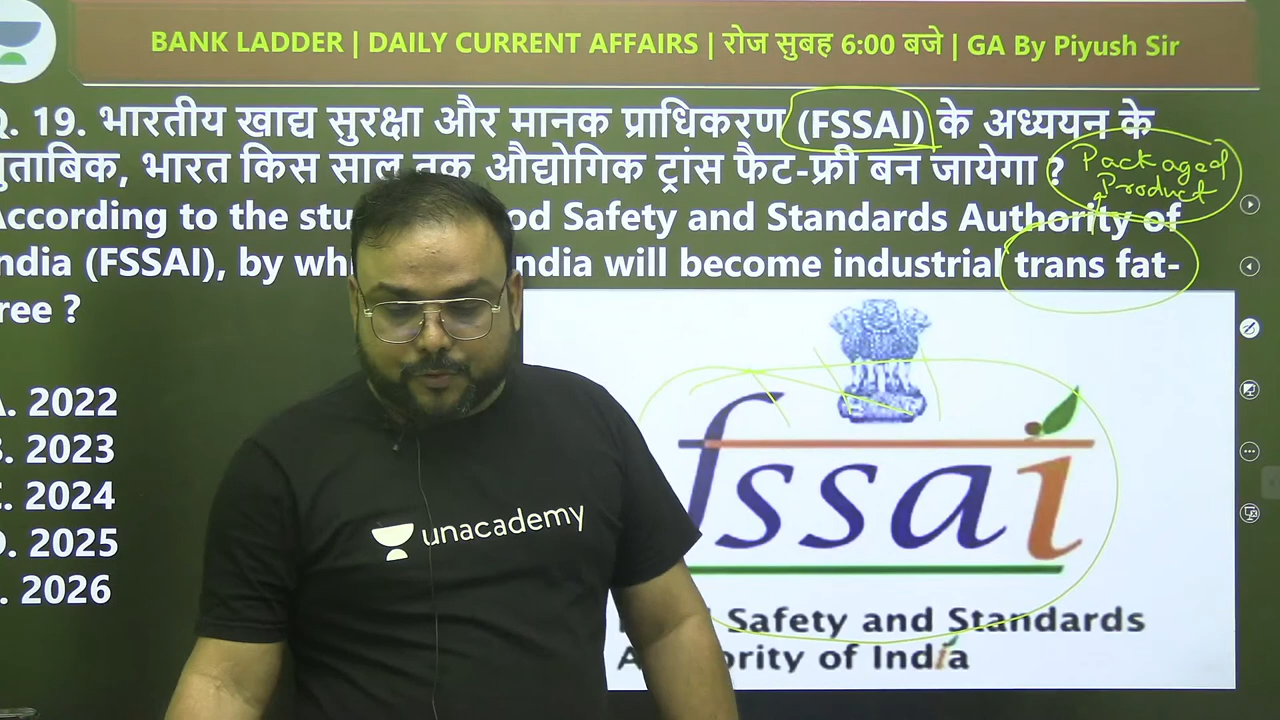 BANK LADDER | DAILY CURRENT AFFAIRS | रोज सुबह 6:00 बजे | GA By Piyush Sir
. 19. भारतीय खाद्य सुरक्षा और मानक प्राधिकरण (FSSAI) के अध्ययन के
मुताबिक, भारत किस साल तक औद्योगिक ट्रांस फैट-फ्री बन जायेगा ?
Packaged
Product
According to the stu od Safety and Standards Authority of
ndia (FSSAI), by whi ndia will become industrial trans fat-
ree ?
A. 2022
B. 2023
C. 2024
D. 2025
. 2026
fssai
Safety and Standards
A ority of India
unacademy